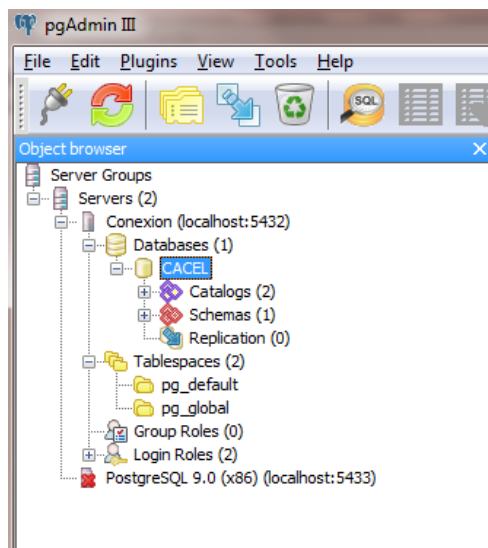 pgAdmin III
File Edit Plugins View Tools Help
SQL
Object browser
Server Groups
Servers (2)
Conexion (localhost:5432)
Databases (1)
CACEL
Catalogs (2)
Schemas (1)
Replication (0)
Tablespaces (2)
pg_default
pg_global
Group Roles (0)
Login Roles (2)
PostgreSQL 9.0 (x86) (localhost:5433)